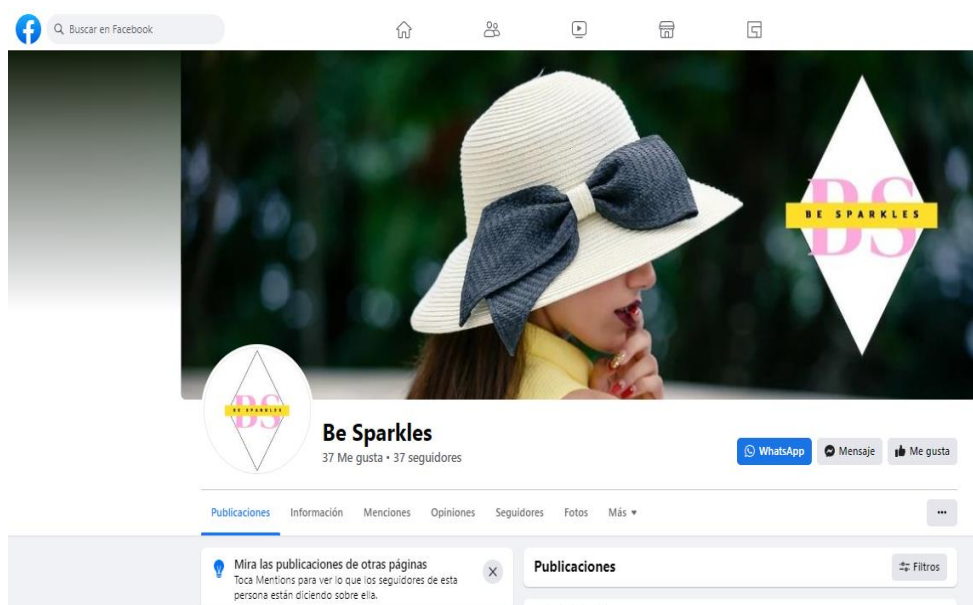 Buscar en Facebook
BS
BE SPARKLES
BS
BE SPARKLES
Be Sparkles
37 Me gusta • 37 seguidores
WhatsApp
Mensaje
Me gusta
Publicaciones
Información
Menciones
Opiniones
Seguidores
Fotos
Más
Mira las publicaciones de otras páginas
Toca Mentions para ver lo que los seguidores de esta
persona están diciendo sobre ella.
Publicaciones
Filtros